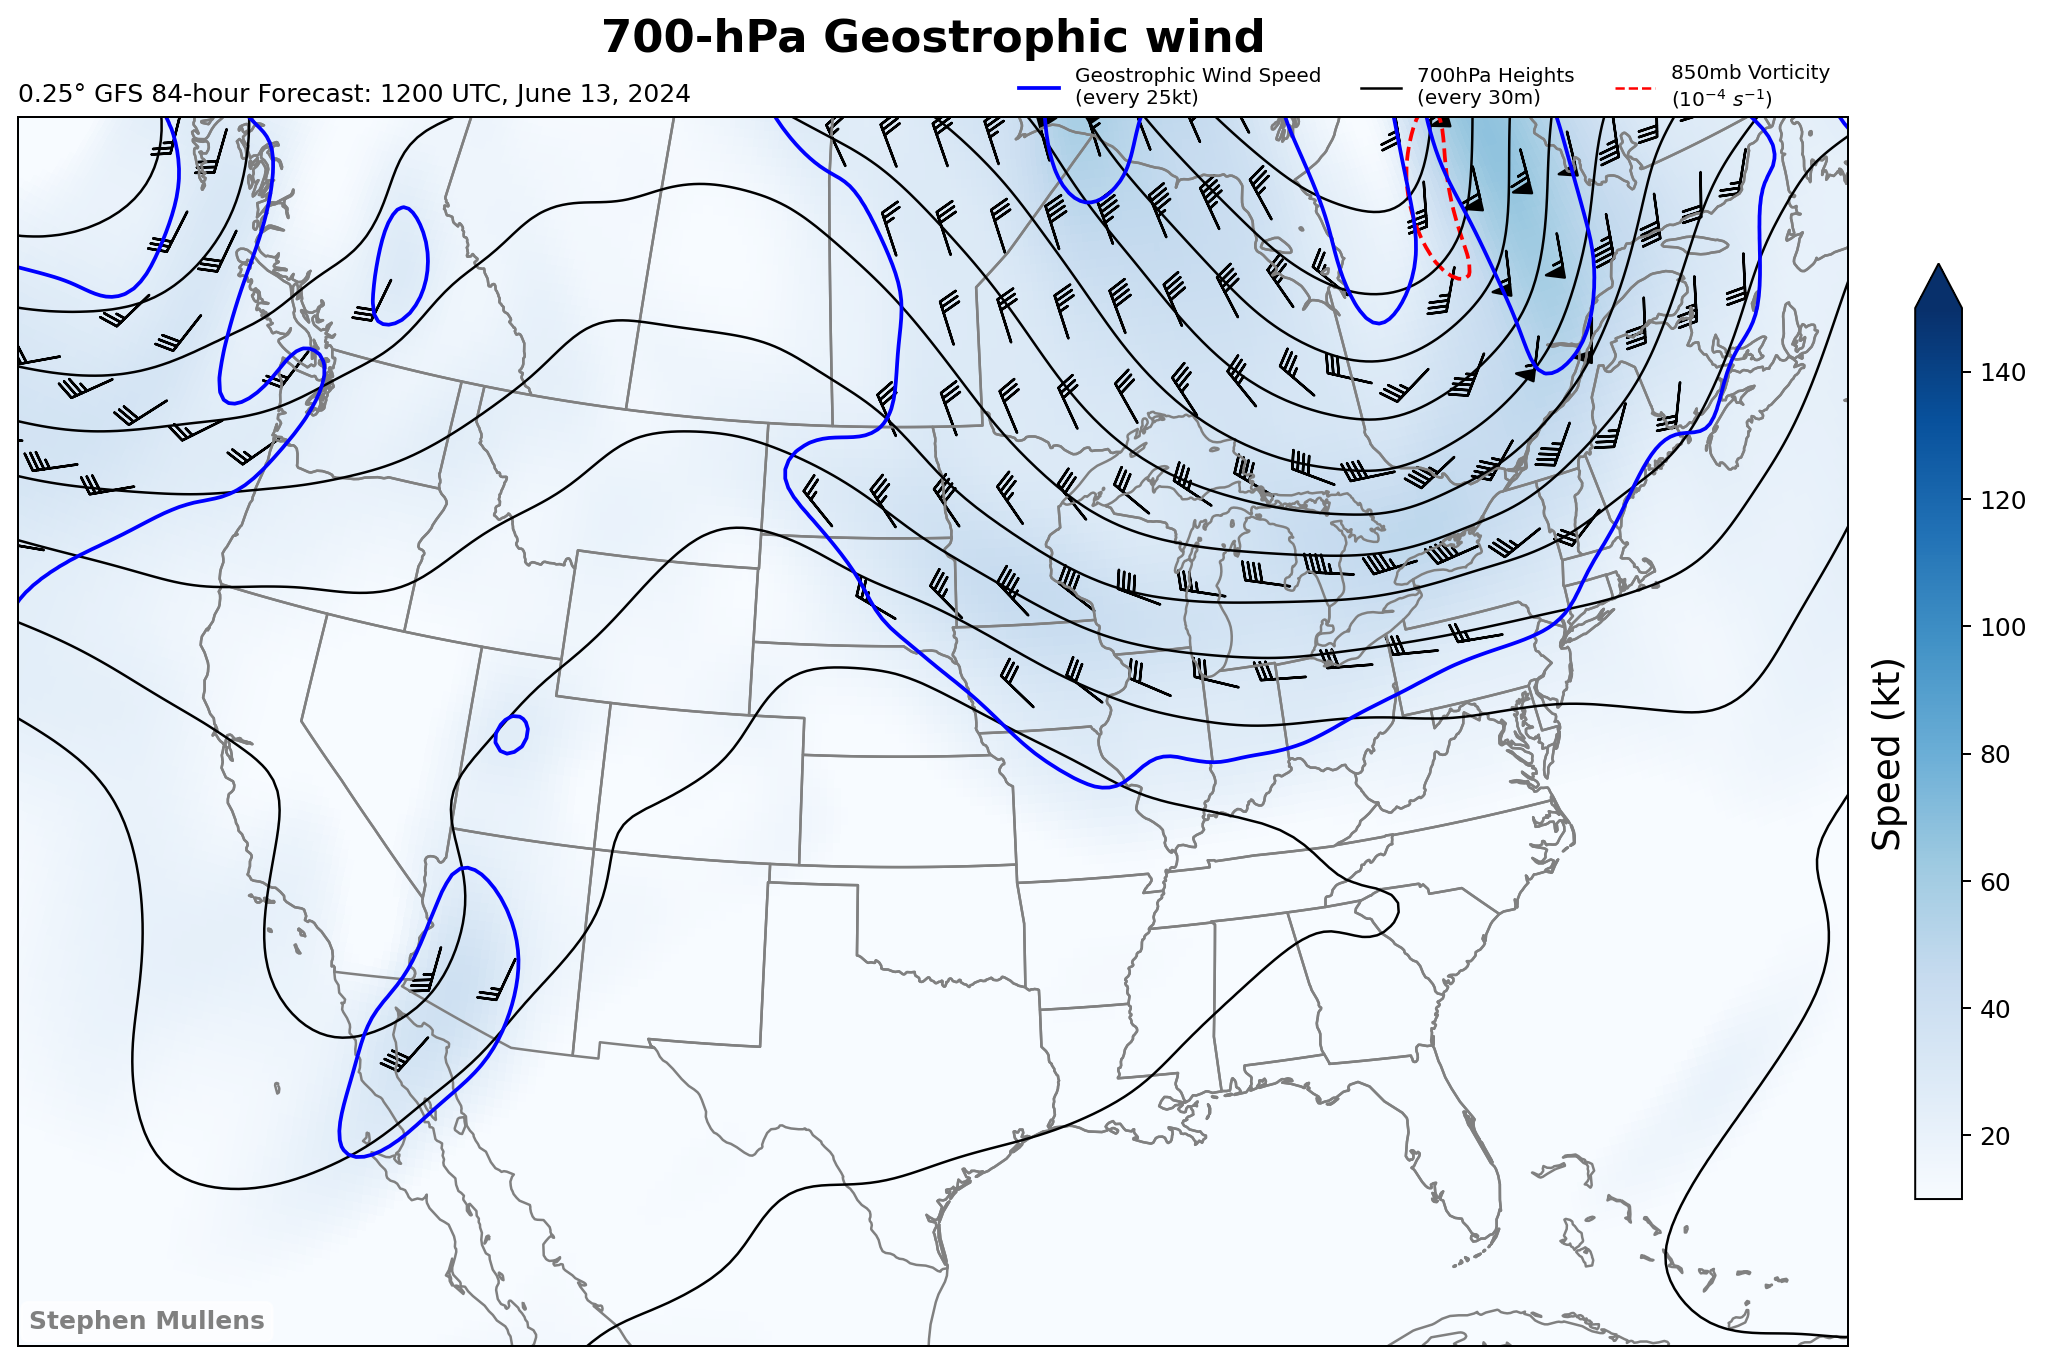 700-hPa Geostrophic wind
0.25° GFS 84-hour Forecast: 1200 UTC, June 13, 2024
Geostrophic Wind Speed
(every 25kt)
700hPa Heights
(every 30m)
850mb Vorticity
(10⁻⁴ s⁻¹)
140
120
100
80
60
40
20
Speed (kt)
Stephen Mullens